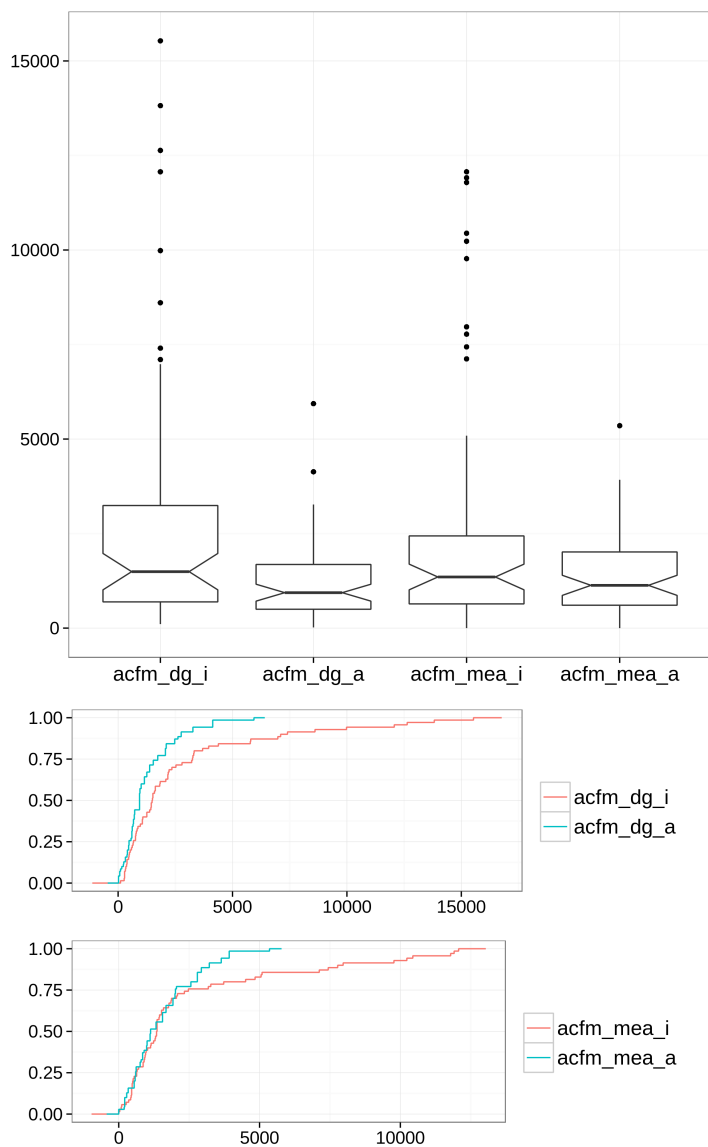 15000
10000
5000
0
acfm_dg_i acfm_dg_a acfm_mea_i acfm_mea_a
1.00
0.75
0.50
0.25
0.00
0 5000 10000 15000
acfm_dg_i
acfm_dg_a
1.00
0.75
0.50
0.25
0.00
0 5000 10000
acfm_mea_i
acfm_mea_a